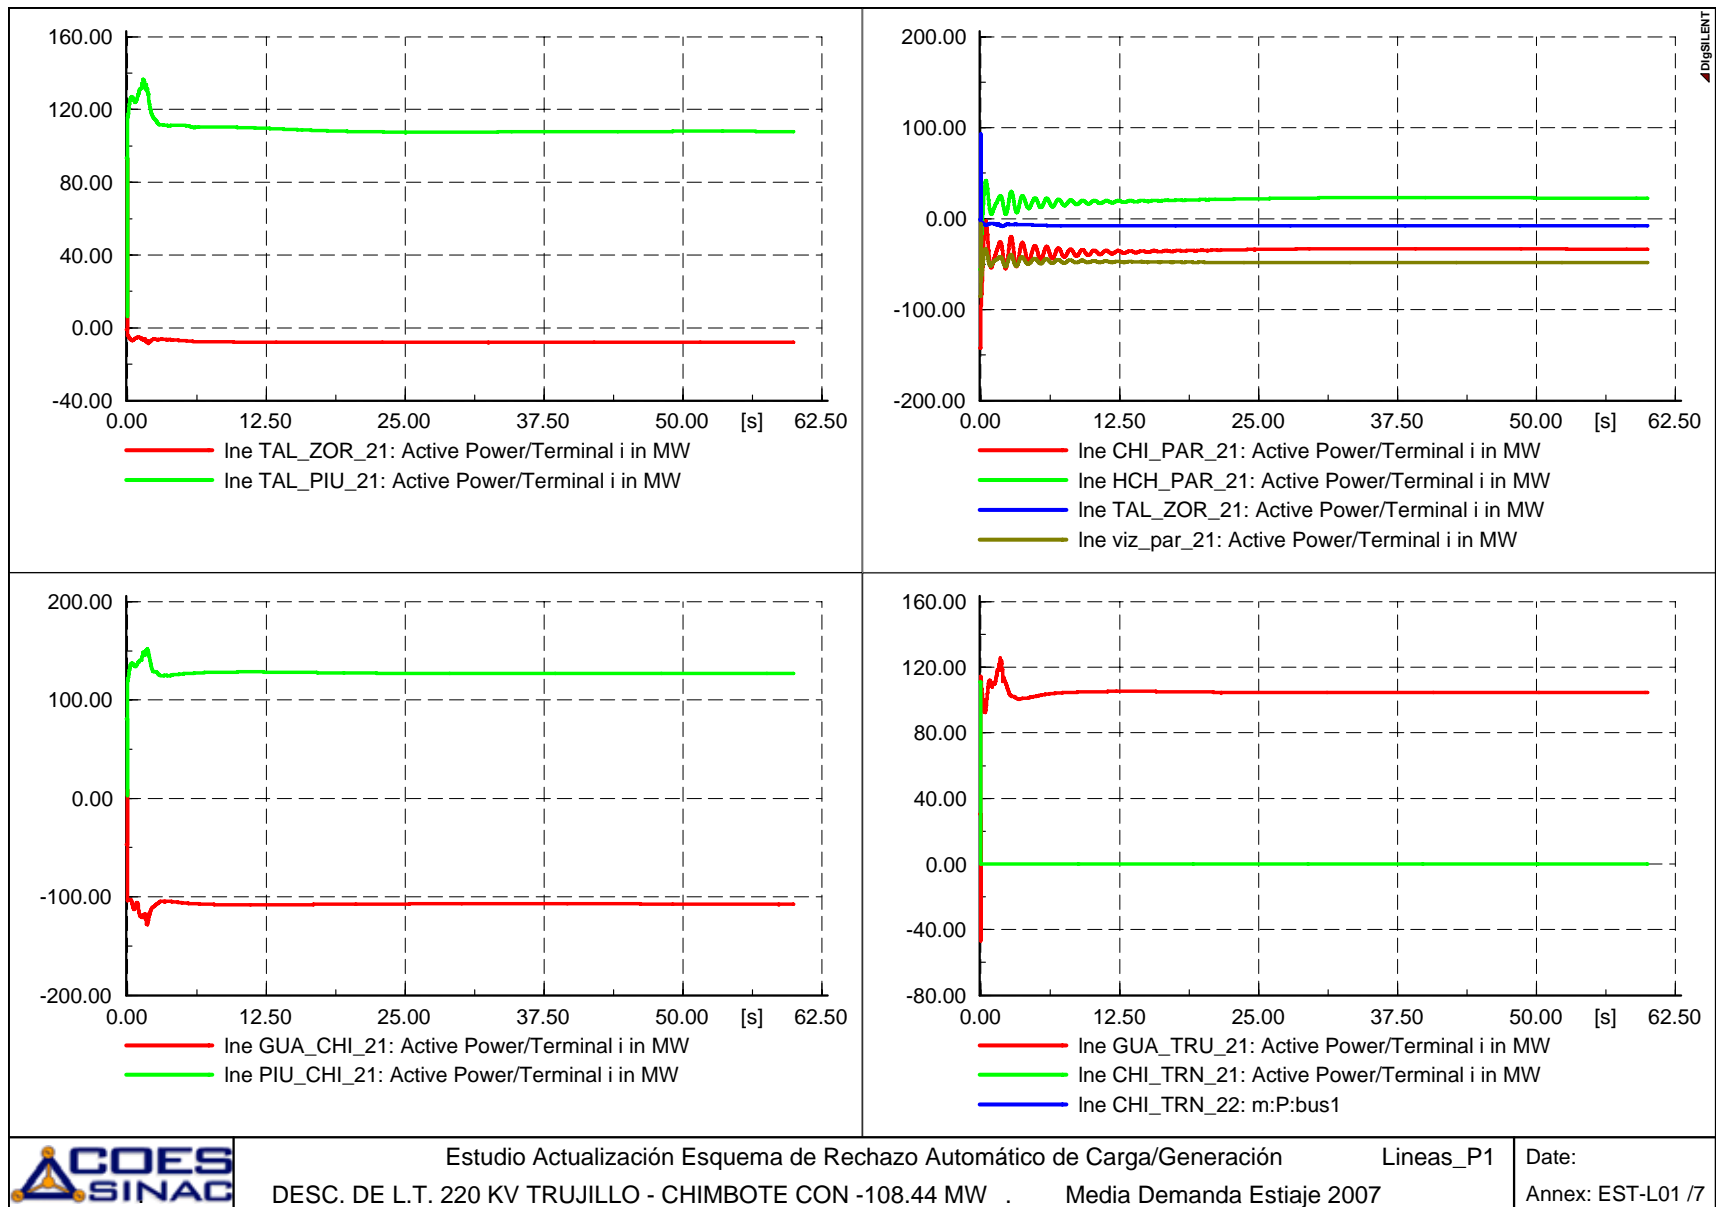 160.00
120.00
80.00
40.00
0.00
-40.00
0.00 12.50 25.00 37.50 50.00 [s] 62.50
lne TAL_ZOR_21: Active Power/Terminal i in MW
lne TAL_PIU_21: Active Power/Terminal i in MW
DIgSILENT
200.00
100.00
0.00
-100.00
-200.00
0.00 12.50 25.00 37.50 50.00 [s] 62.50
lne CHI_PAR_21: Active Power/Terminal i in MW
lne HCH_PAR_21: Active Power/Terminal i in MW
lne TAL_ZOR_21: Active Power/Terminal i in MW
lne viz_par_21: Active Power/Terminal i in MW
200.00
100.00
0.00
-100.00
-200.00
0.00 12.50 25.00 37.50 50.00 [s] 62.50
lne GUA_CHI_21: Active Power/Terminal i in MW
lne PIU_CHI_21: Active Power/Terminal i in MW
160.00
120.00
80.00
40.00
0.00
-40.00
-80.00
0.00 12.50 25.00 37.50 50.00 [s] 62.50
lne GUA_TRU_21: Active Power/Terminal i in MW
lne CHI_TRN_21: Active Power/Terminal i in MW
lne CHI_TRN_22: m:P:bus1
COES
SINAC
Estudio Actualización Esquema de Rechazo Automático de Carga/Generación Lineas_P1
DESC. DE L.T. 220 KV TRUJILLO - CHIMBOTE CON -108.44 MW . Media Demanda Estiaje 2007
Date:
Annex: EST-L01 /7